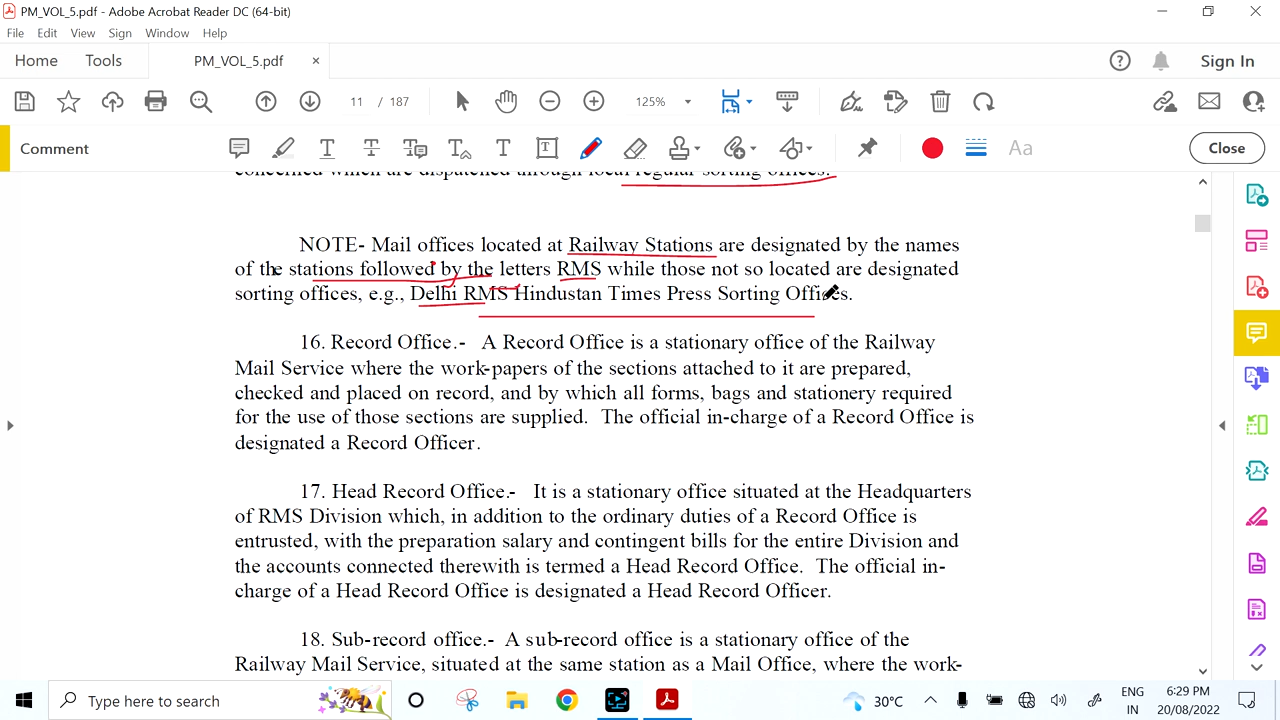 PM_VOL_5.pdf - Adobe Acrobat Reader DC (64-bit)
File Edit View Sign Window Help
Home Tools PM_VOL_5.pdf × Sign In
11 / 187 125%
Comment Aa Close
concerned which are dispatched through local regular sorting offices.
NOTE- Mail offices located at Railway Stations are designated by the names
of the stations followed by the letters RMS while those not so located are designated
sorting offices, e.g., Delhi RMS Hindustan Times Press Sorting Offices.
16. Record Office.- A Record Office is a stationary office of the Railway
Mail Service where the work-papers of the sections attached to it are prepared,
checked and placed on record, and by which all forms, bags and stationery required
for the use of those sections are supplied. The official in-charge of a Record Office is
designated a Record Officer.
17. Head Record Office.- It is a stationary office situated at the Headquarters
of RMS Division which, in addition to the ordinary duties of a Record Office is
entrusted, with the preparation salary and contingent bills for the entire Division and
the accounts connected therewith is termed a Head Record Office. The official in-
charge of a Head Record Office is designated a Head Record Officer.
18. Sub-record office.- A sub-record office is a stationary office of the
Railway Mail Service, situated at the same station as a Mail Office, where the work-
Type here to search 30°C ENG 6:29 PM
IN 20/08/2022